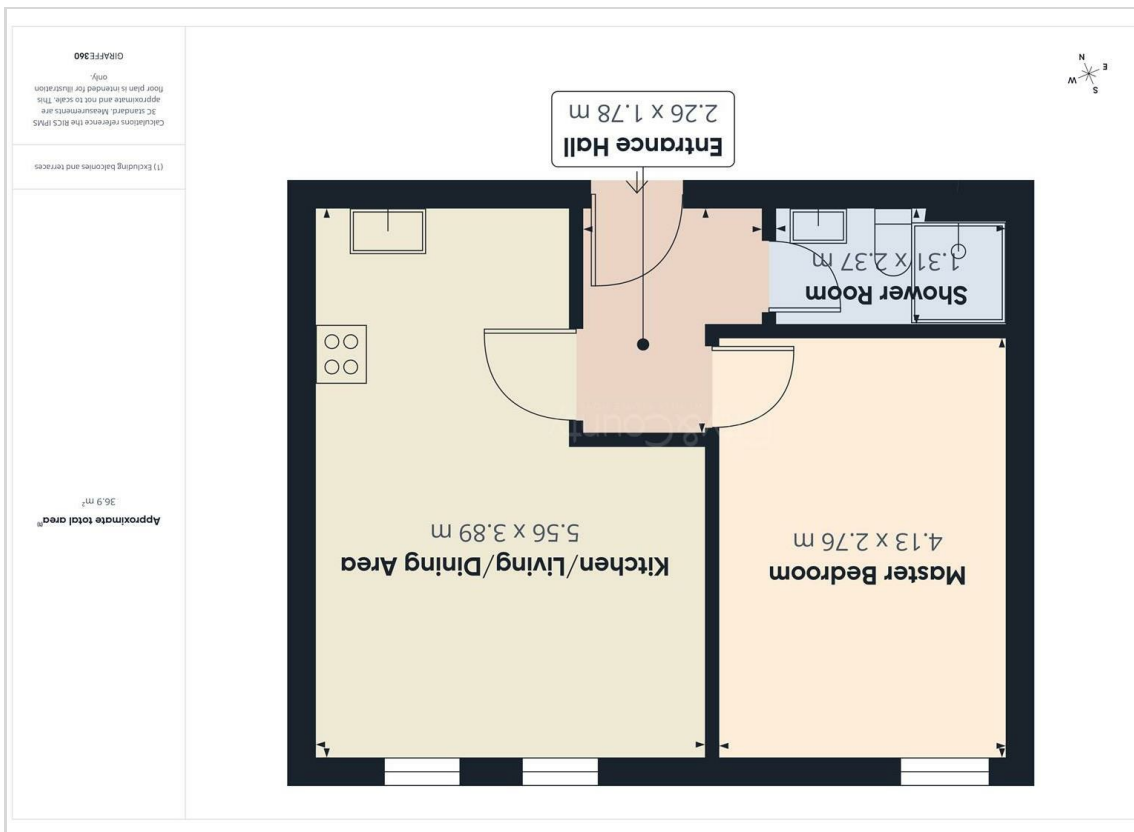 Master Bedroom
4.13 x 2.76 m
Kitchen/Living/Dining Area
5.56 x 3.89 m
Shower Room
1.31 x 2.37 m
Entrance Hall
2.26 x 1.78 m
S
W
E
N
Approximate total area(1)
36.9 m²
(1) Excluding balconies and terraces
Calculations reference the RICS IPMS
3C standard. Measurements are
approximate and not to scale. This
floor plan is intended for illustration
only.
GIRAFFE360